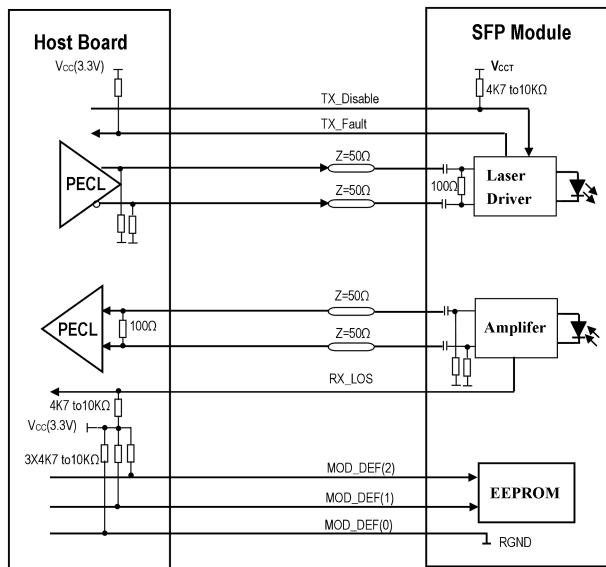 Host Board
SFP Module
Vcc(3.3V)
VCCT
4K7 to10KΩ
TX_Disable
TX_Fault
PECL
Z=50Ω
Z=50Ω
100Ω
Laser
Driver
PECL
100Ω
Z=50Ω
Z=50Ω
Amplifer
RX_LOS
4K7 to10KΩ
Vcc(3.3V)
3X4K7 to10KΩ
MOD_DEF(2)
MOD_DEF(1)
MOD_DEF(0)
EEPROM
RGND